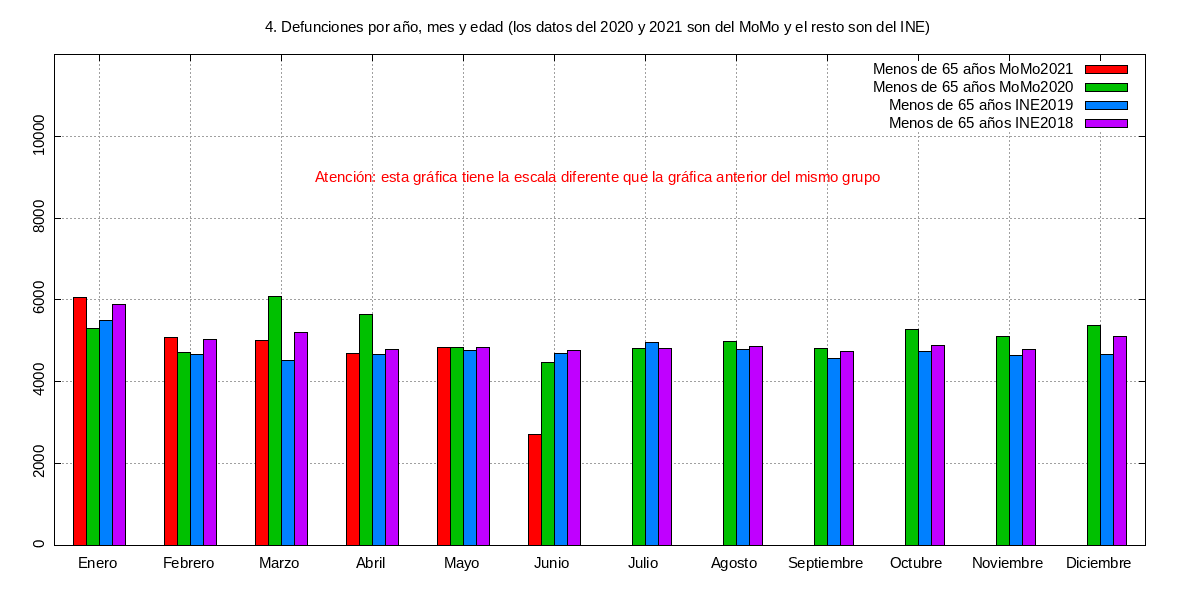 4. Defunciones por año, mes y edad (los datos del 2020 y 2021 son del MoMo y el resto son del INE)
Menos de 65 años MoMo2021
Menos de 65 años MoMo2020
Menos de 65 años INE2019
Menos de 65 años INE2018
Atención: esta gráfica tiene la escala diferente que la gráfica anterior del mismo grupo
10000
8000
6000
4000
2000
0
Enero Febrero Marzo Abril Mayo Junio Julio Agosto Septiembre Octubre Noviembre Diciembre